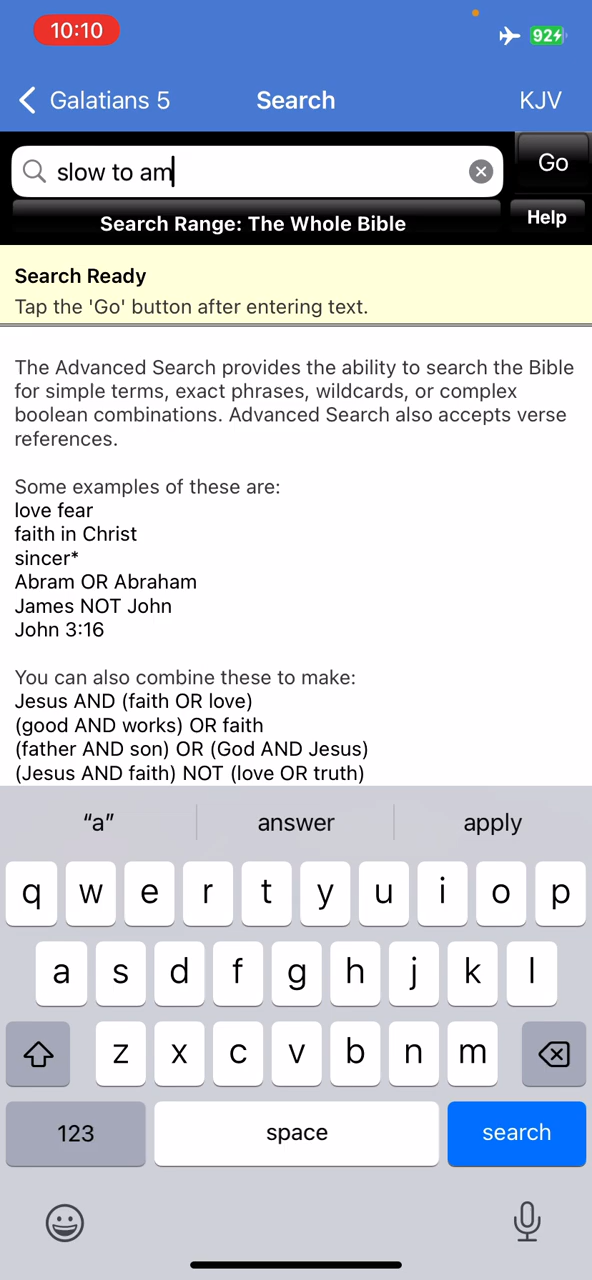 10:10
92
Galatians 5
Search
KJV
slow to am
Go
Search Range: The Whole Bible
Help
Search Ready
Tap the 'Go' button after entering text.
The Advanced Search provides the ability to search the Bible
for simple terms, exact phrases, wildcards, or complex
boolean combinations. Advanced Search also accepts verse
references.
Some examples of these are:
love fear
faith in Christ
sincer*
Abram OR Abraham
James NOT John
John 3:16
You can also combine these to make:
Jesus AND (faith OR love)
(good AND works) OR faith
(father AND son) OR (God AND Jesus)
(Jesus AND faith) NOT (love OR truth)
“a” answer apply
q w e r t y u i o p
a s d f g h j k l
z x c v b n m
123 space search